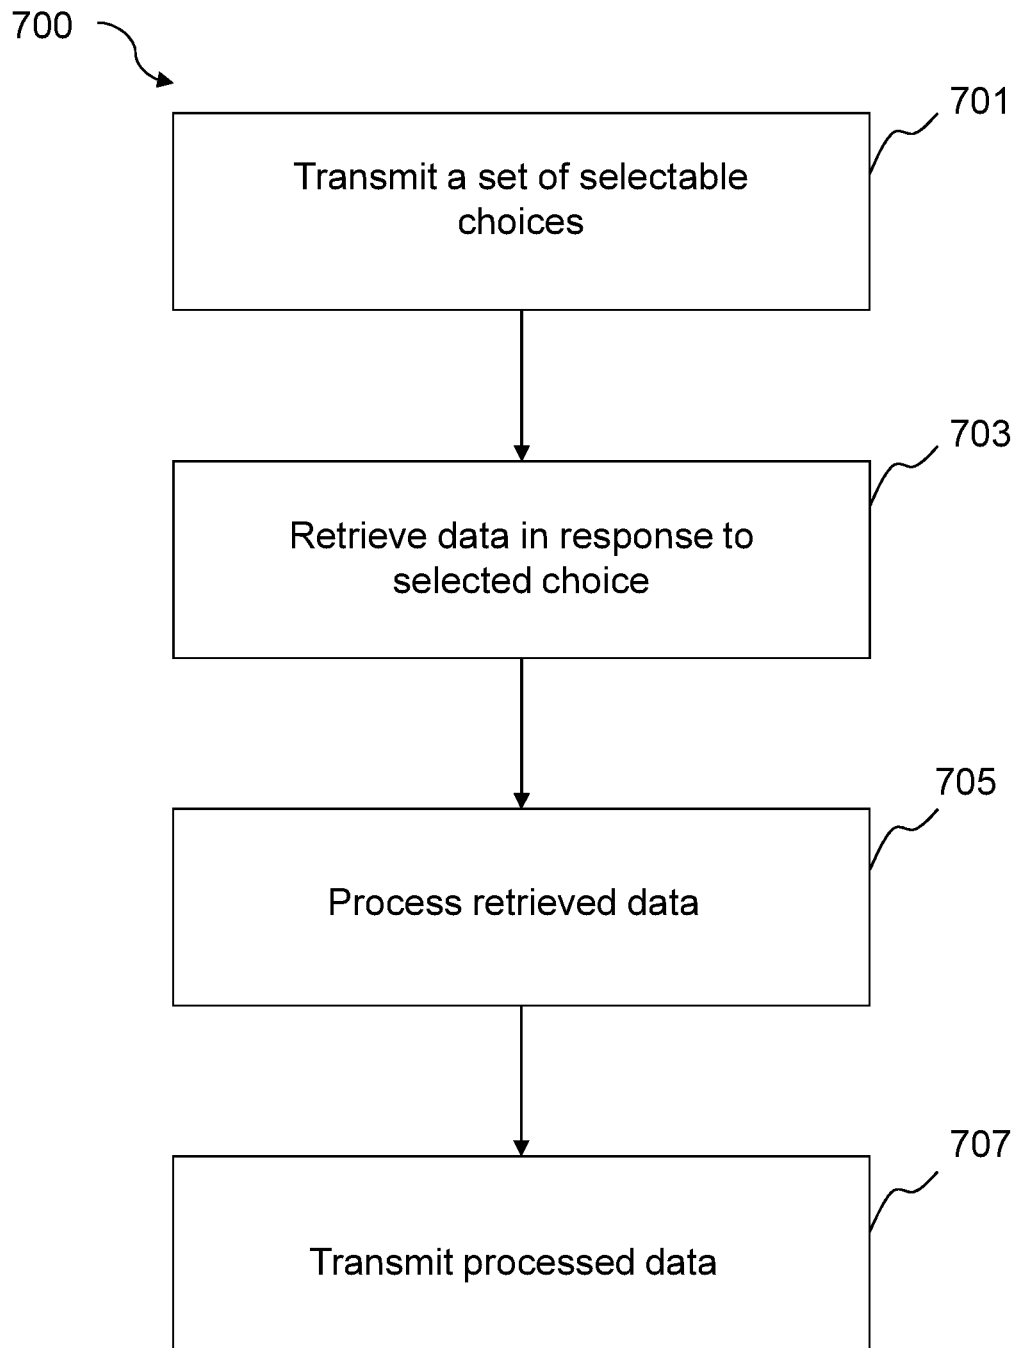 700
701
Transmit a set of selectable
choices
703
Retrieve data in response to
selected choice
705
Process retrieved data
707
Transmit processed data